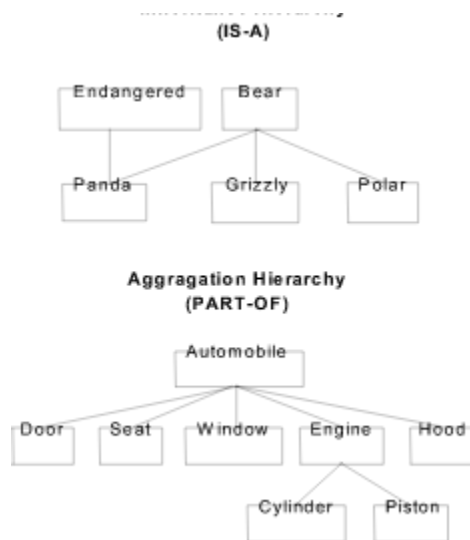 (IS-A)
Endangered Bear
Panda Grizzly Polar
Aggragation Hierarchy
(PART-OF)
Automobile
Door Seat Window Engine Hood
Cylinder Piston